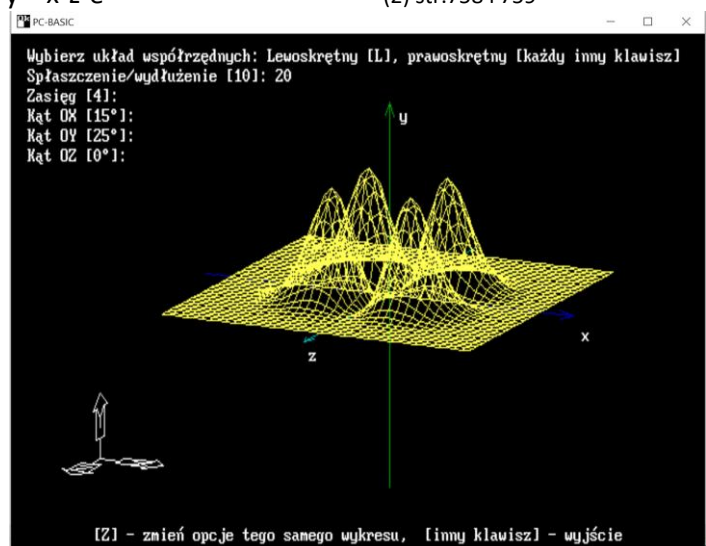 PC-BASIC
Wybierz układ współrzędnych: Lewoskrętny [L], prawoskrętny [każdy inny klawisz]
Spłaszczenie/wydłużenie [10]: 20
Zasięg [4]:
Kąt OX [15°]:
Kąt OY [25°]:
Kąt OZ [0°]:
y
x
z
[Z] - zmień opcje tego samego wykresu, [inny klawisz] - wyjście